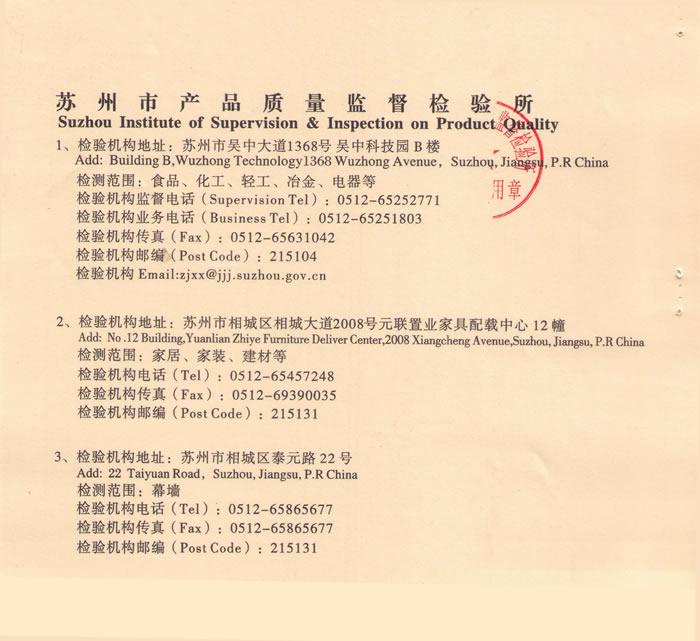 苏州市产品质量监督检验所
Suzhou Institute of Supervision & Inspection on Product Quality
1、检验机构地址：苏州市吴中大道1368号 吴中科技园 B 楼
Add: Building B,Wuzhong Technology1368 Wuzhong Avenue, Suzhou, Jiangsu, P.R China
检测范围：食品、化工、轻工、冶金、电器等
检验机构监督电话（Supervision Tel）：0512-65252771
检验机构业务电话（Business Tel）：0512-65251803
检验机构传真（Fax）：0512-65631042
检验机构邮编（Post Code）：215104
检验机构 Email:zjxx@jjj.suzhou.gov.cn
监督检验所
用章
2、检验机构地址：苏州市相城区相城大道2008号元联置业家具配载中心 12 幢
Add: No.12 Building,Yuanlian Zhiye Furniture Deliver Center,2008 Xiangcheng Avenue,Suzhou, Jiangsu, P.R China
检测范围：家居、家装、建材等
检验机构电话（Tel）：0512-65457248
检验机构传真（Fax）：0512-69390035
检验机构邮编（Post Code）：215131
3、检验机构地址：苏州市相城区泰元路 22 号
Add: 22 Taiyuan Road, Suzhou, Jiangsu, P.R China
检测范围：幕墙
检验机构电话（Tel）：0512-65865677
检验机构传真（Fax）：0512-65865677
检验机构邮编（Post Code）：215131